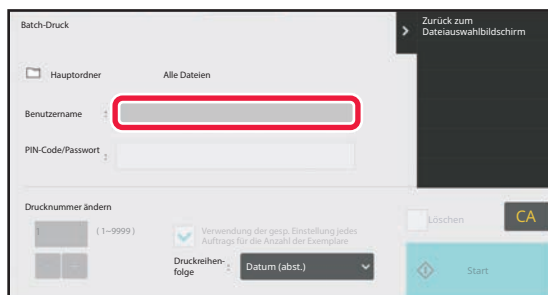 Batch-Druck
Zurück zum
Dateiauswahlbildschirm
Hauptordner
Alle Dateien
Benutzername :
PIN-Code/Passwort :
Drucknummer ändern
1
(1–9999)
Verwendung der gesp. Einstellung jedes
Auftrags für die Anzahl der Exemplare
Druckreihen-
folge :
Datum (abst.)
Löschen
CA
Start